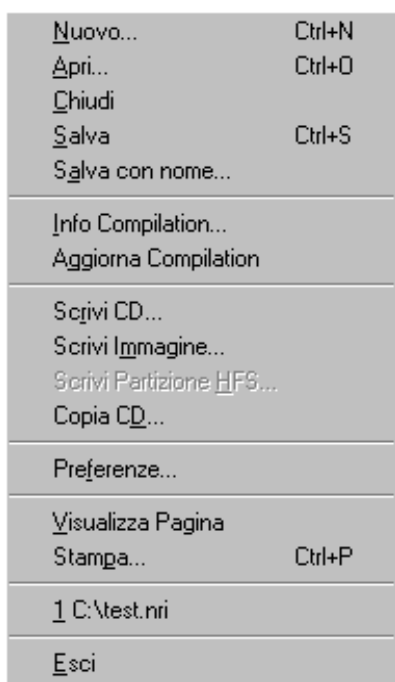 Nuovo... Ctrl+N
Apri... Ctrl+O
Chiudi
Salva Ctrl+S
Salva con nome...
Info Compilation...
Aggiorna Compilation
Scrivi CD...
Scrivi Immagine...
Scrivi Partizione HFS...
Copia CD...
Preferenze...
Visualizza Pagina
Stampa... Ctrl+P
1 C:\test.nri
Esci